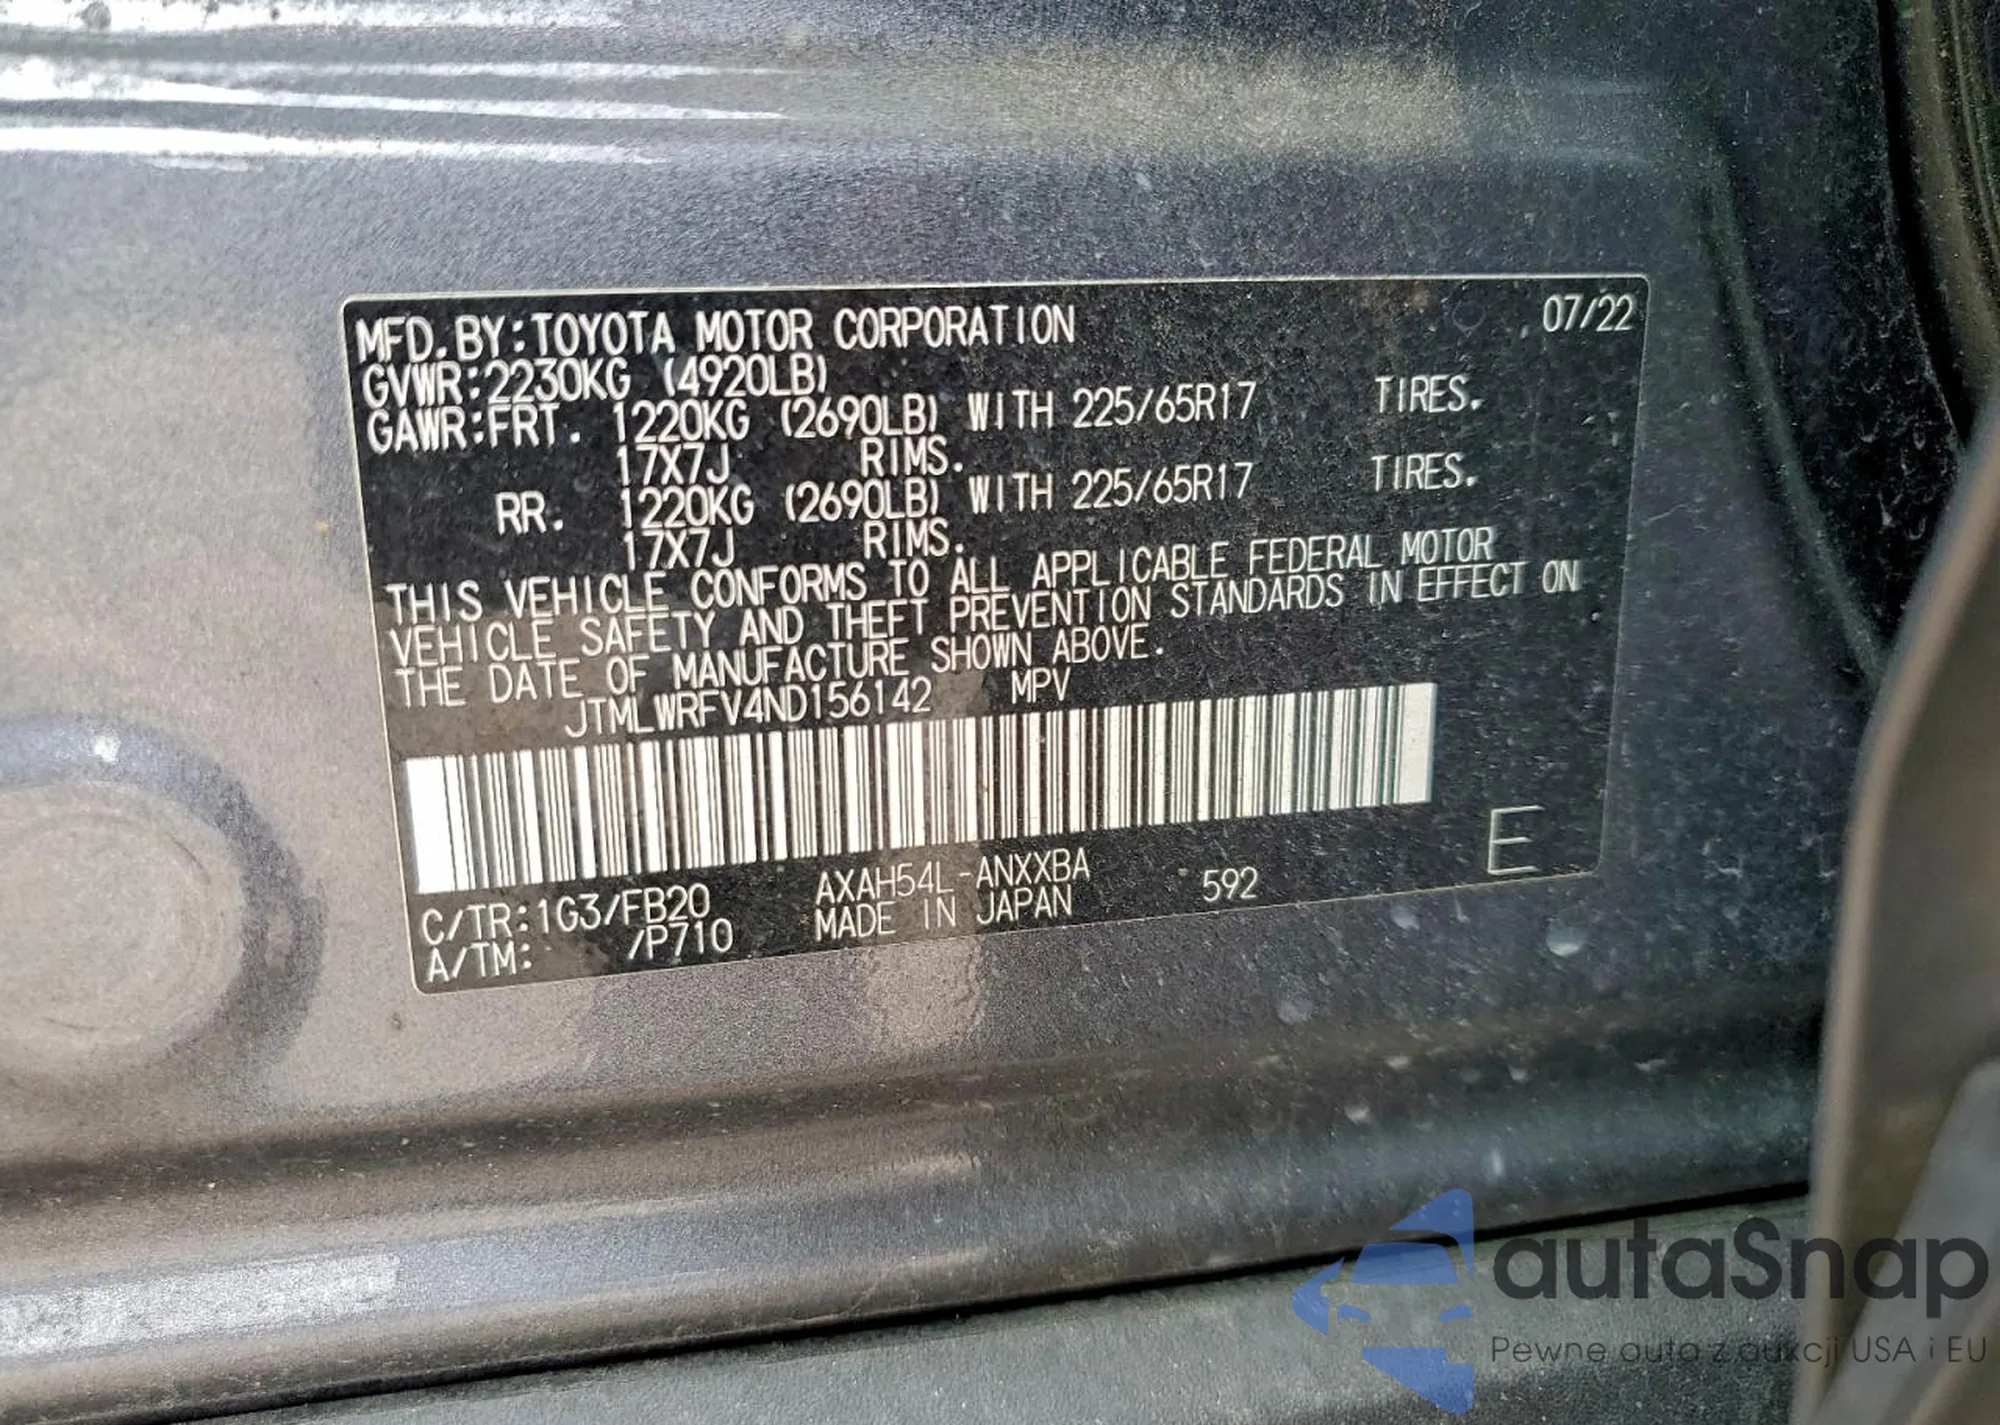 MFD.BY:TOYOTA MOTOR CORPORATION 07/22
GVWR:2230KG (4920LB)
GAWR:FRT. 1220KG (2690LB) WITH 225/65R17 TIRES.
17X7J RIMS.
RR. 1220KG (2690LB) WITH 225/65R17 TIRES.
17X7J RIMS.
THIS VEHICLE CONFORMS TO ALL APPLICABLE FEDERAL MOTOR
VEHICLE SAFETY AND THEFT PREVENTION STANDARDS IN EFFECT ON
THE DATE OF MANUFACTURE SHOWN ABOVE.
JTMLWRFV4ND156142 MPV
C/TR:1G3/FB20 AXAH54L-ANXXBA 592 E
A/TM: /P710 MADE IN JAPAN
autaSnap
Pewne auta z aukcji USA i EU